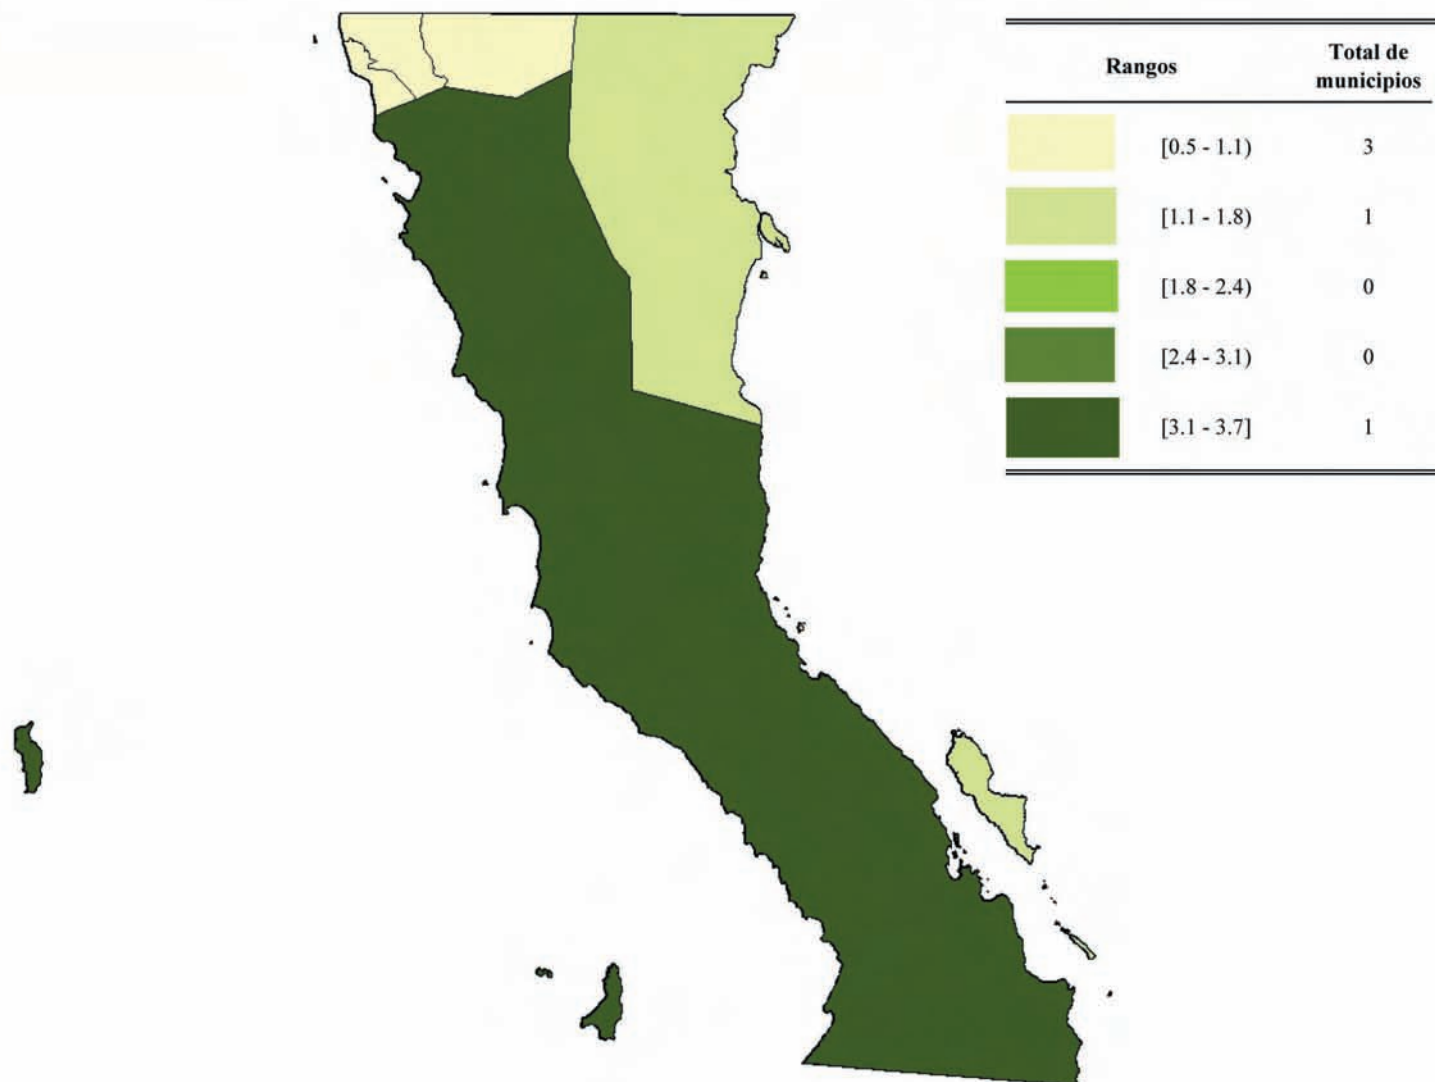 Rangos Total de
municipios
[0.5 - 1.1) 3
[1.1 - 1.8) 1
[1.8 - 2.4) 0
[2.4 - 3.1) 0
[3.1 - 3.7] 1